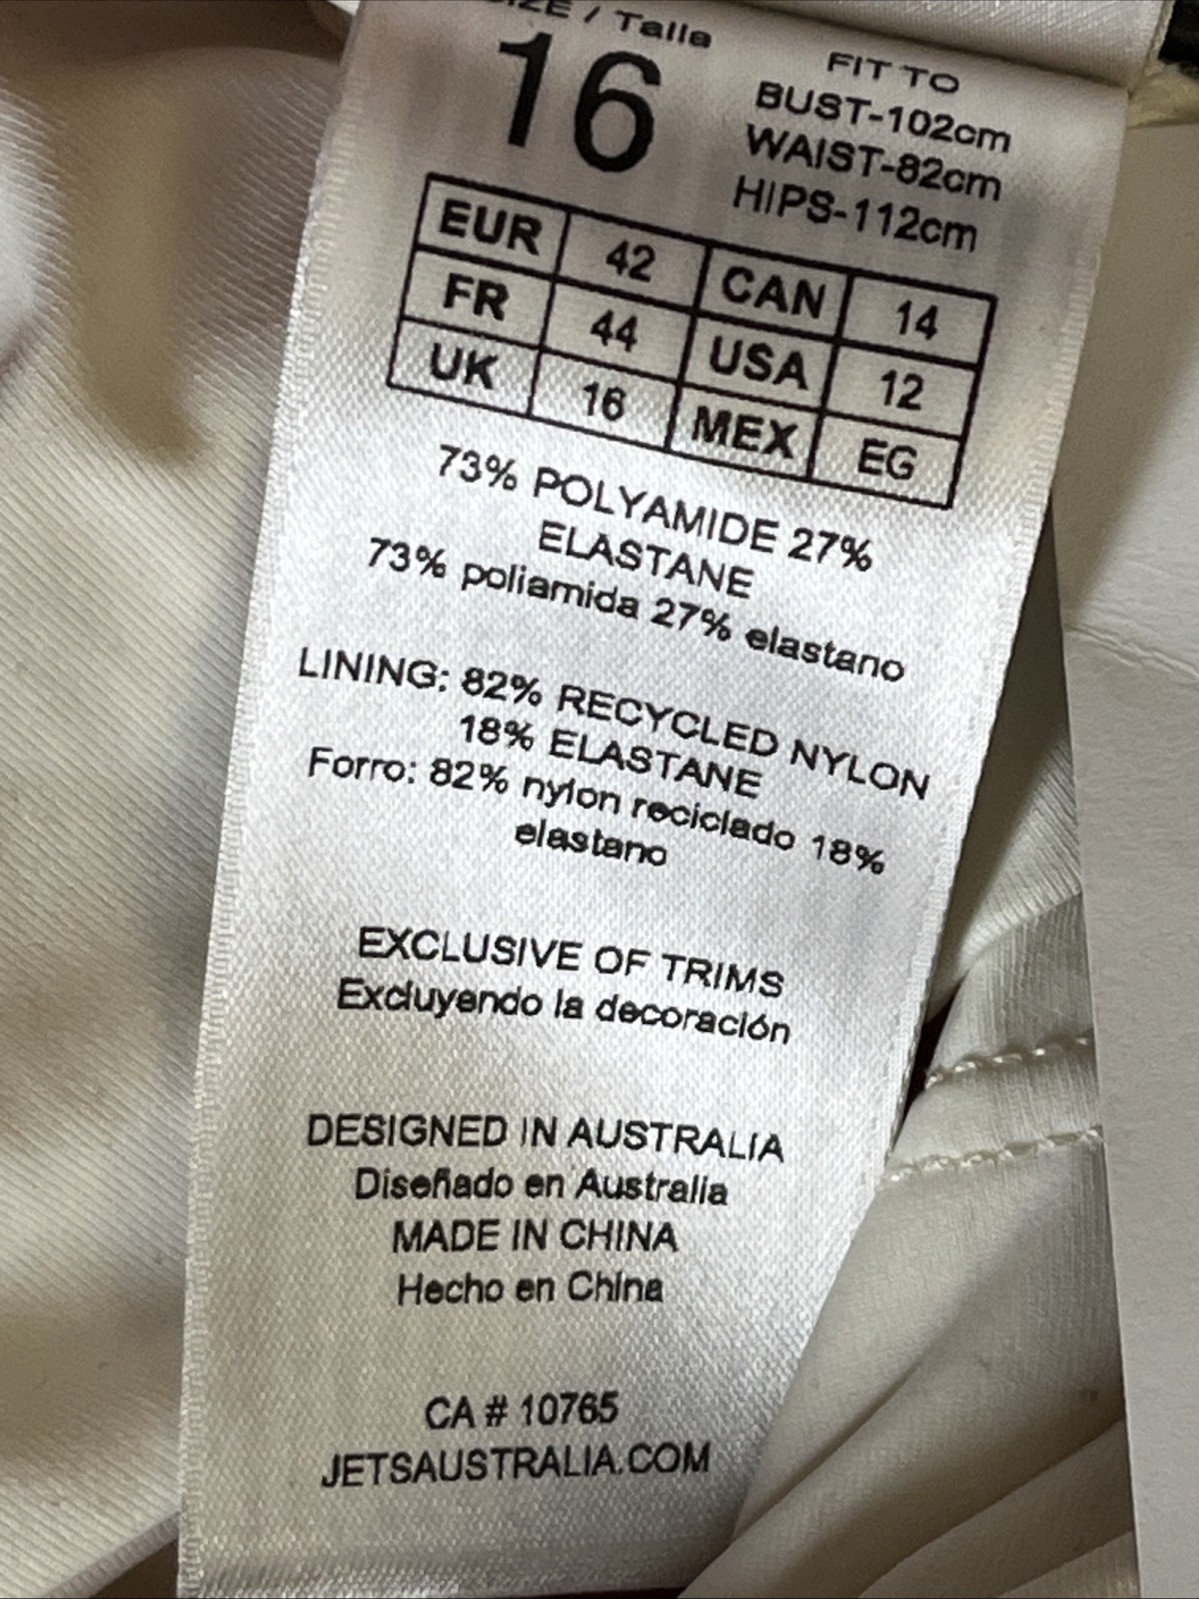 SIZE / Talla
16
FIT TO
BUST-102cm
WAIST-82cm
HIPS-112cm
EUR 42 CAN 14
FR 44 USA 12
UK 16 MEX EG
73% POLYAMIDE 27%
ELASTANE
73% poliamida 27% elastano
LINING: 82% RECYCLED NYLON
18% ELASTANE
Forro: 82% nylon reciclado 18%
elastano
EXCLUSIVE OF TRIMS
Excluyendo la decoración
DESIGNED IN AUSTRALIA
Diseñado en Australia
MADE IN CHINA
Hecho en China
CA # 10765
JETSAUSTRALIA.COM